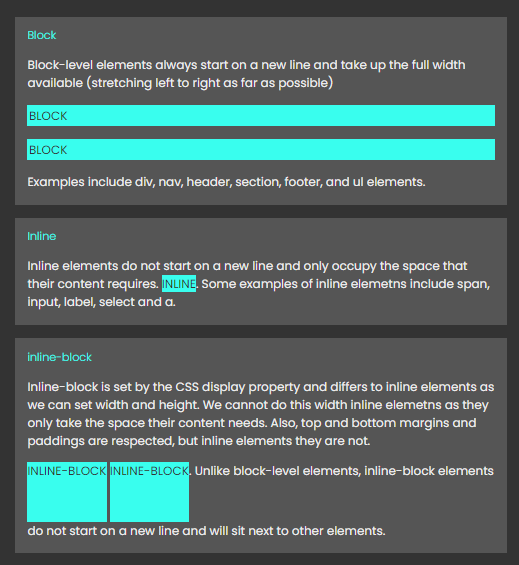 Block
Block-level elements always start on a new line and take up the full width
available (stretching left to right as far as possible)
BLOCK
BLOCK
Examples include div, nav, header, section, footer, and ul elements.
Inline
Inline elements do not start on a new line and only occupy the space that
their content requires. INLINE. Some examples of inline elemetns include span,
input, label, select and a.
inline-block
Inline-block is set by the CSS display property and differs to inline elements as
we can set width and height. We cannot do this width inline elemetns as they
only take the space their content needs. Also, top and bottom margins and
paddings are respected, but inline elements they are not.
INLINE-BLOCK INLINE-BLOCK. Unlike block-level elements, inline-block elements
do not start on a new line and will sit next to other elements.